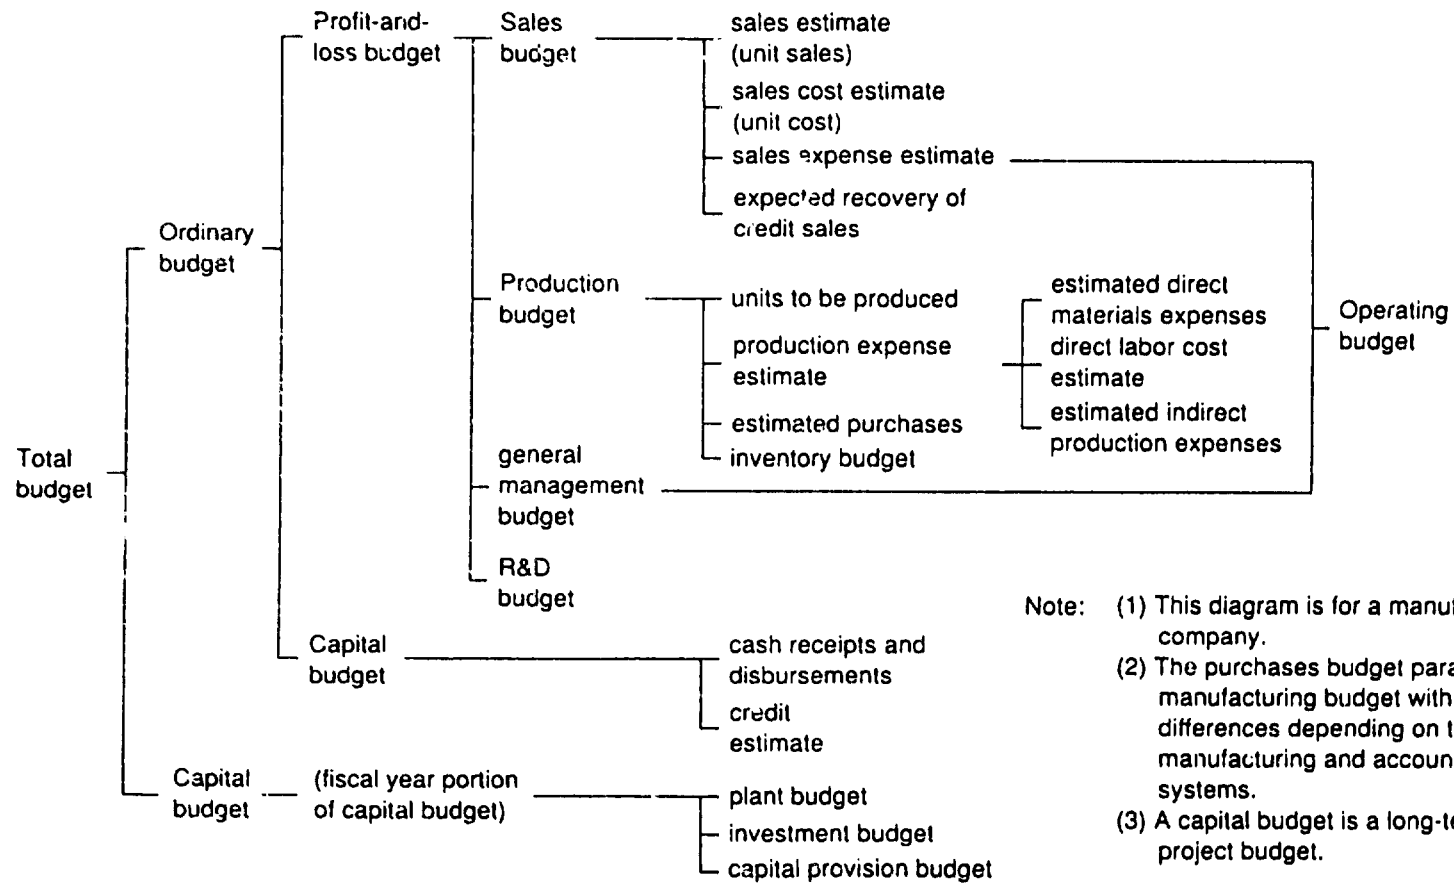 Profit-and-
loss budget
Sales
budget
sales estimate
(unit sales)
sales cost estimate
(unit cost)
sales expense estimate
expected recovery of
credit sales
Ordinary
budget
Production
budget
units to be produced
production expense
estimate
estimated purchases
inventory budget
estimated direct
materials expenses
direct labor cost
estimate
estimated indirect
production expenses
Operating
budget
Total
budget
general
management
budget
R&D
budget
Capital
budget
cash receipts and
disbursements
credit
estimate
Capital
budget
(fiscal year portion
of capital budget)
plant budget
investment budget
capital provision budget
Note: (1) This diagram is for a manuf
company.
(2) The purchases budget para
manufacturing budget with
differences depending on t
manufacturing and accoun
systems.
(3) A capital budget is a long-te
project budget.